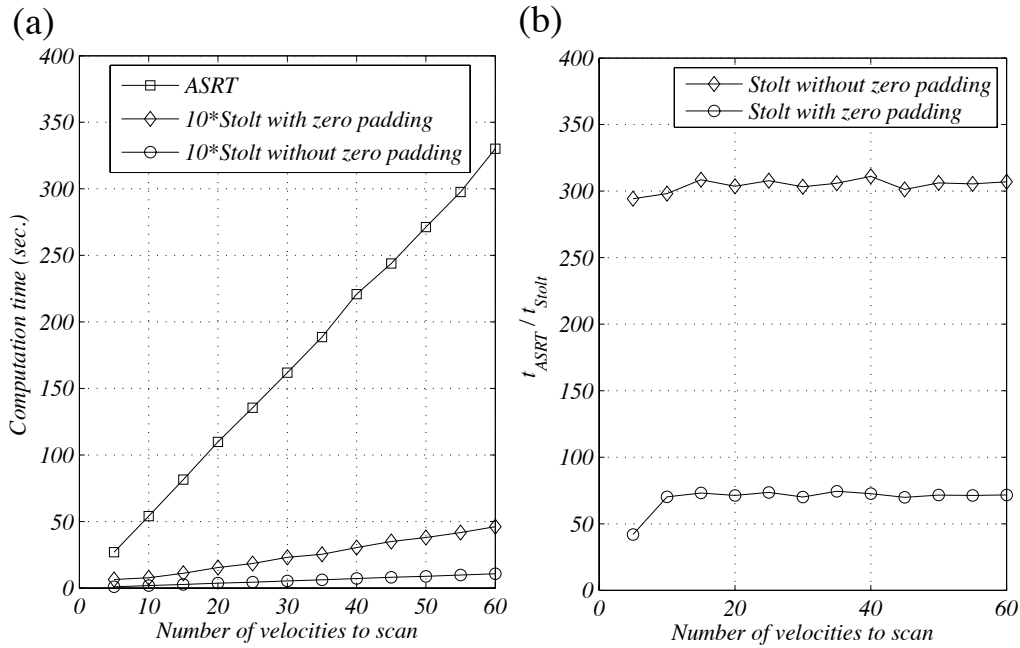 (a)
400
350
300
250
200
150
100
50
0
0 10 20 30 40 50 60
Computation time (sec.)
Number of velocities to scan
ASRT
10*Stolt with zero padding
10*Stolt without zero padding
(b)
400
350
300
250
200
150
100
50
0
0 20 40 60
t_ASRT / t_Stolt
Number of velocities to scan
Stolt without zero padding
Stolt with zero padding